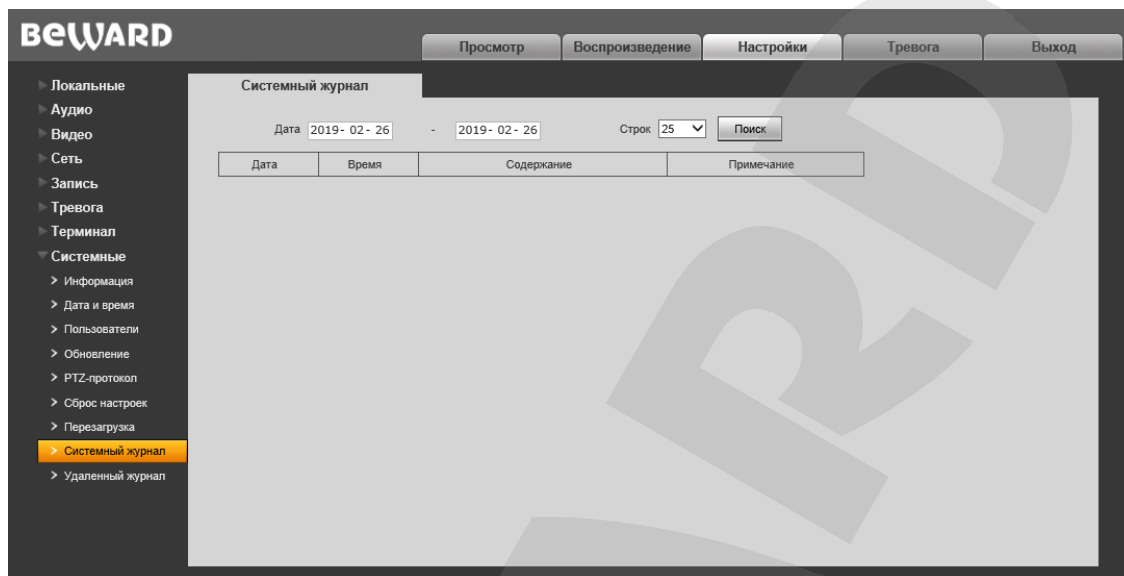 BEWARD
Просмотр Воспроизведение Настройки Тревога Выход
Локальные
Аудио
Видео
Сеть
Запись
Тревога
Терминал
Системные
Информация
Дата и время
Пользователи
Обновление
PTZ-протокол
Сброс настроек
Перезагрузка
Системный журнал
Удаленный журнал
Системный журнал
Дата 2019- 02- 26 - 2019- 02- 26 Строк 25 Поиск
Дата Время Содержание Примечание